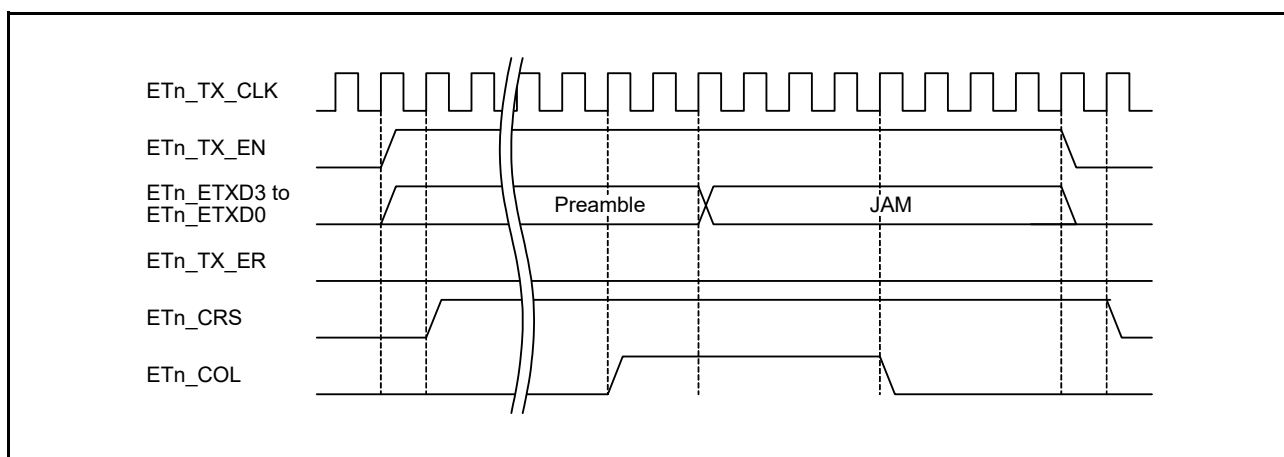 ETn_TX_CLK
ETn_TX_EN
ETn_ETXD3 to
ETn_ETXD0
Preamble
JAM
ETn_TX_ER
ETn_CRS
ETn_COL